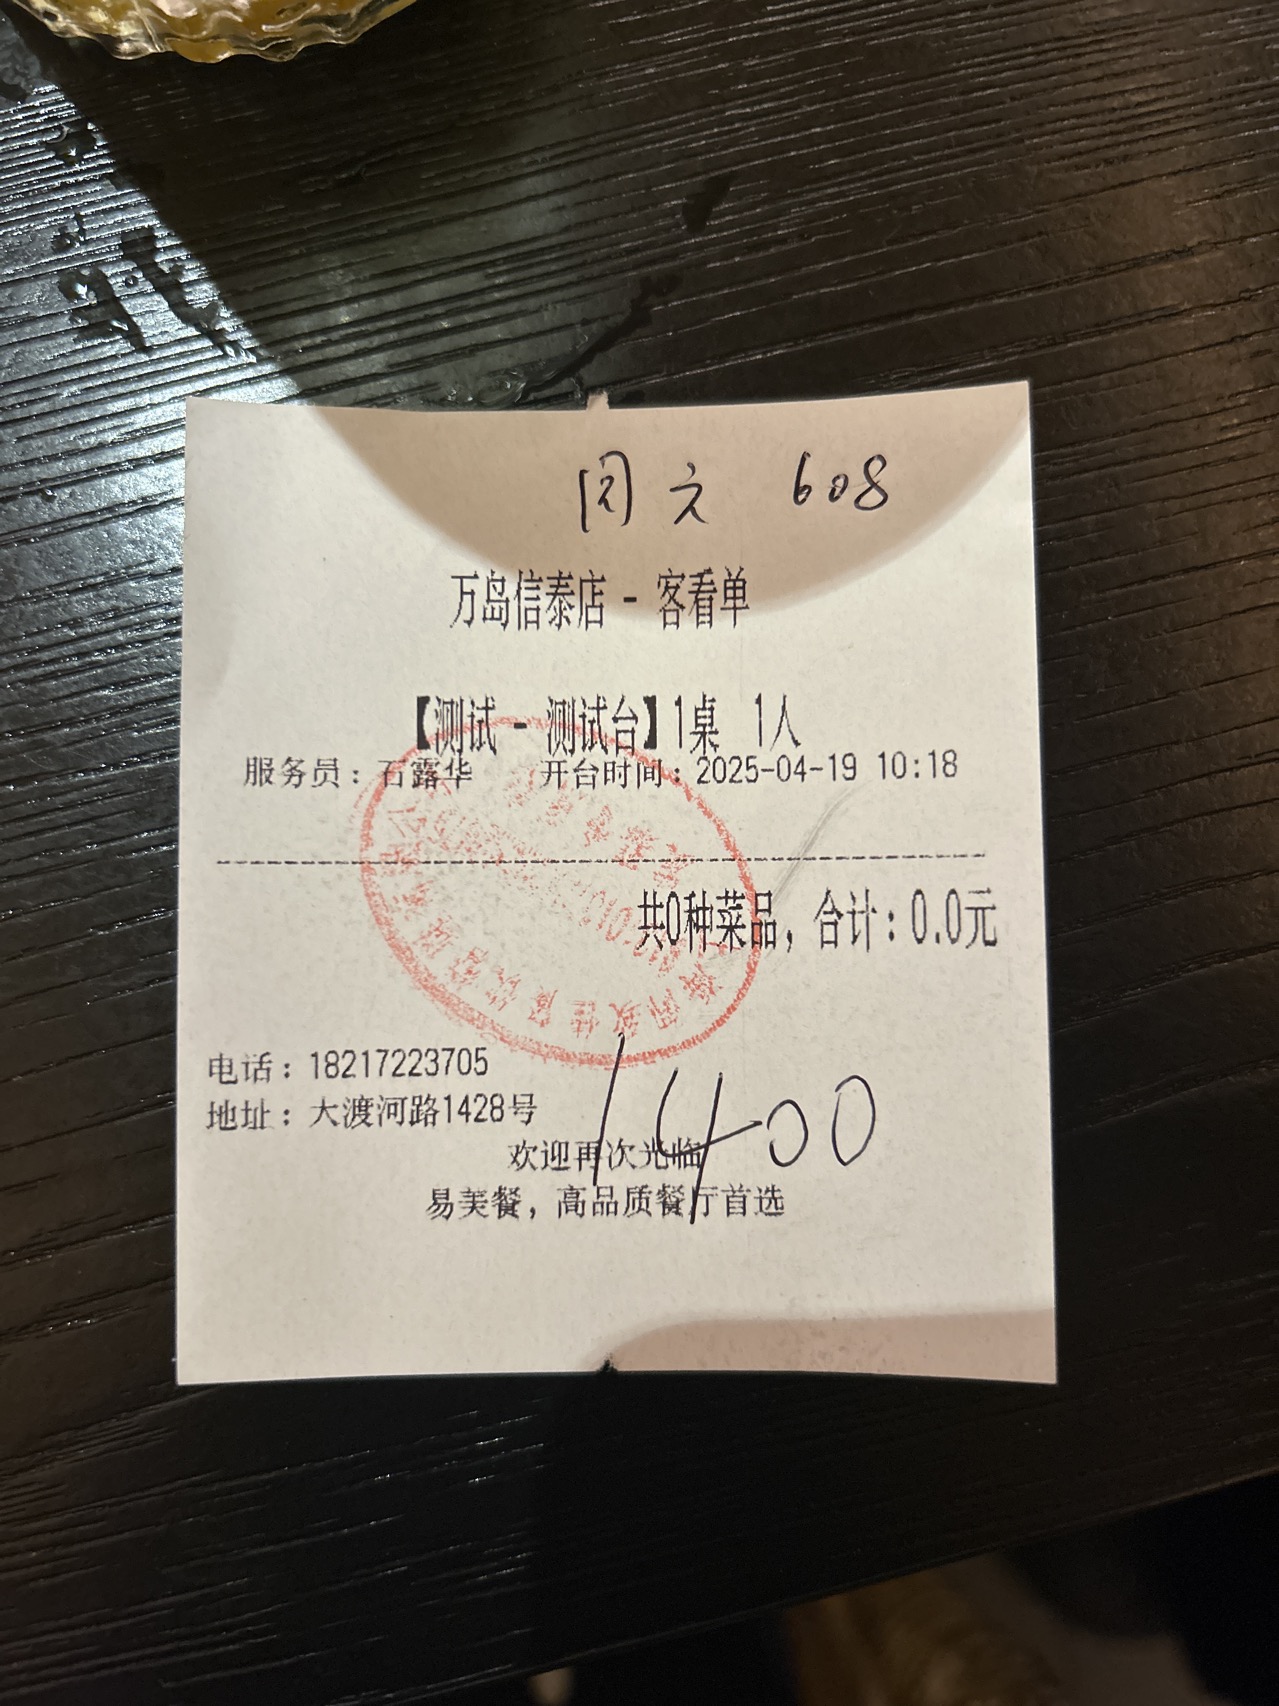 608
万岛信泰店 - 客看单
【测试 - 测试台】1桌 1人
服务员：石露华 开台时间：2025-04-19 10:18
共0种菜品，合计：0.0元
电话：18217223705
地址：大渡河路1428号
1400
欢迎再次光临
易芙餐，高品质餐厅首选